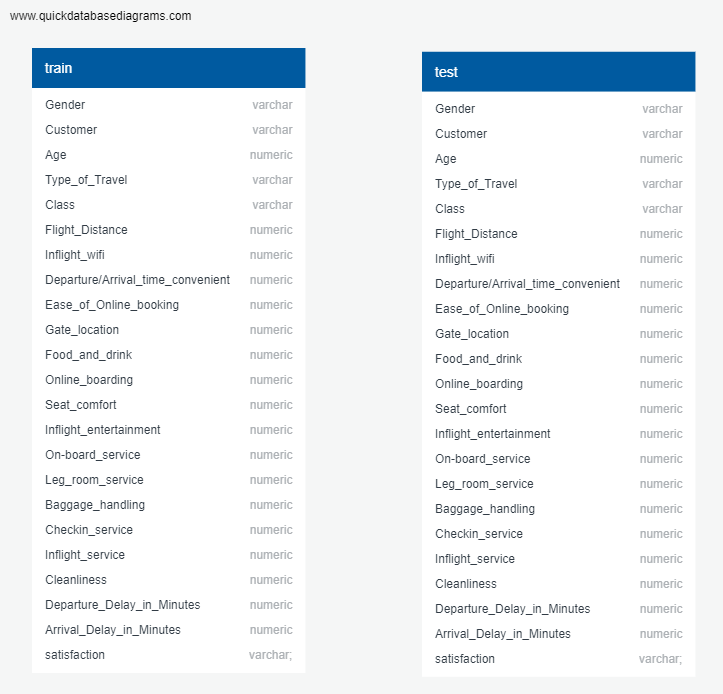 www.quickdatabasediagrams.com
train
Gender varchar
Customer varchar
Age numeric
Type_of_Travel varchar
Class varchar
Flight_Distance numeric
Inflight_wifi numeric
Departure/Arrival_time_convenient numeric
Ease_of_Online_booking numeric
Gate_location numeric
Food_and_drink numeric
Online_boarding numeric
Seat_comfort numeric
Inflight_entertainment numeric
On-board_service numeric
Leg_room_service numeric
Baggage_handling numeric
Checkin_service numeric
Inflight_service numeric
Cleanliness numeric
Departure_Delay_in_Minutes numeric
Arrival_Delay_in_Minutes numeric
satisfaction varchar;
test
Gender varchar
Customer varchar
Age numeric
Type_of_Travel varchar
Class varchar
Flight_Distance numeric
Inflight_wifi numeric
Departure/Arrival_time_convenient numeric
Ease_of_Online_booking numeric
Gate_location numeric
Food_and_drink numeric
Online_boarding numeric
Seat_comfort numeric
Inflight_entertainment numeric
On-board_service numeric
Leg_room_service numeric
Baggage_handling numeric
Checkin_service numeric
Inflight_service numeric
Cleanliness numeric
Departure_Delay_in_Minutes numeric
Arrival_Delay_in_Minutes numeric
satisfaction varchar;